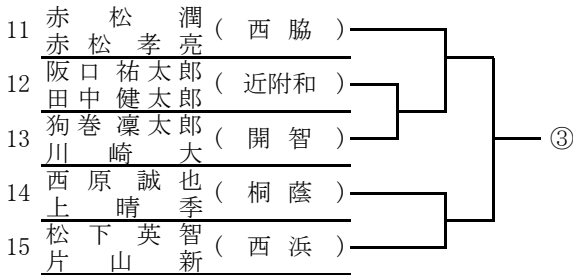 11 赤松潤 (西脇)
赤松孝亮
12 阪口祐太郎 (近附和)
田中健太郎
13 狗巻凜太郎 (開智)
川崎大
14 西原誠也 (桐蔭)
上晴季
15 松下英智 (西浜)
片山新
③